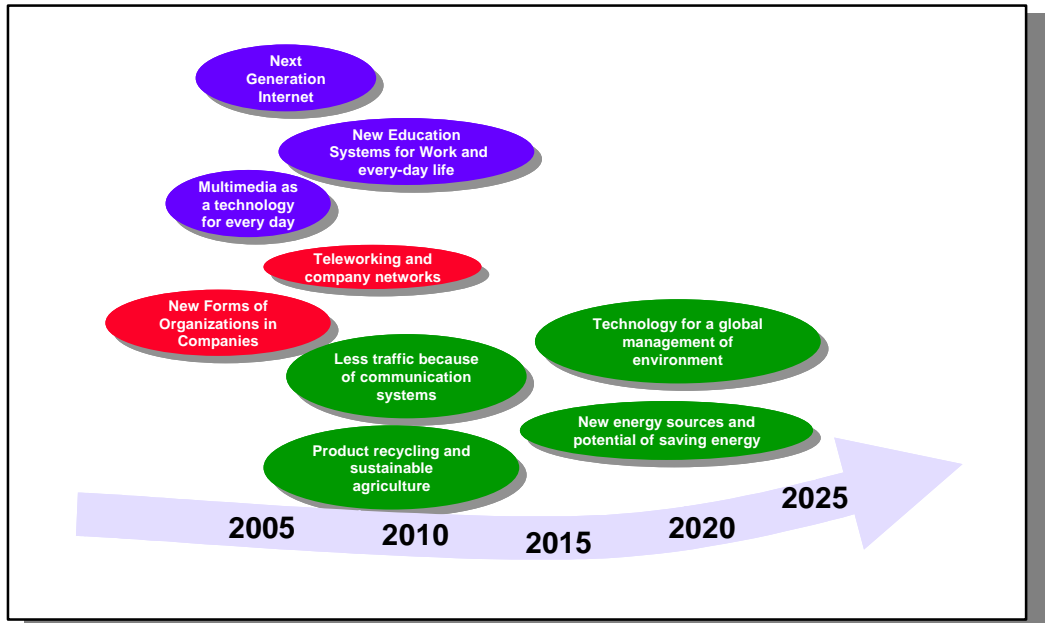 Next
Generation
Internet
New Education
Systems for Work and
every-day life
Multimedia as
a technology
for every day
Teleworking and
company networks
New Forms of
Organizations in
Companies
Technology for a global
management of
environment
Less traffic because
of communication
systems
New energy sources and
potential of saving energy
Product recycling and
sustainable
agriculture
2005
2010
2015
2020
2025